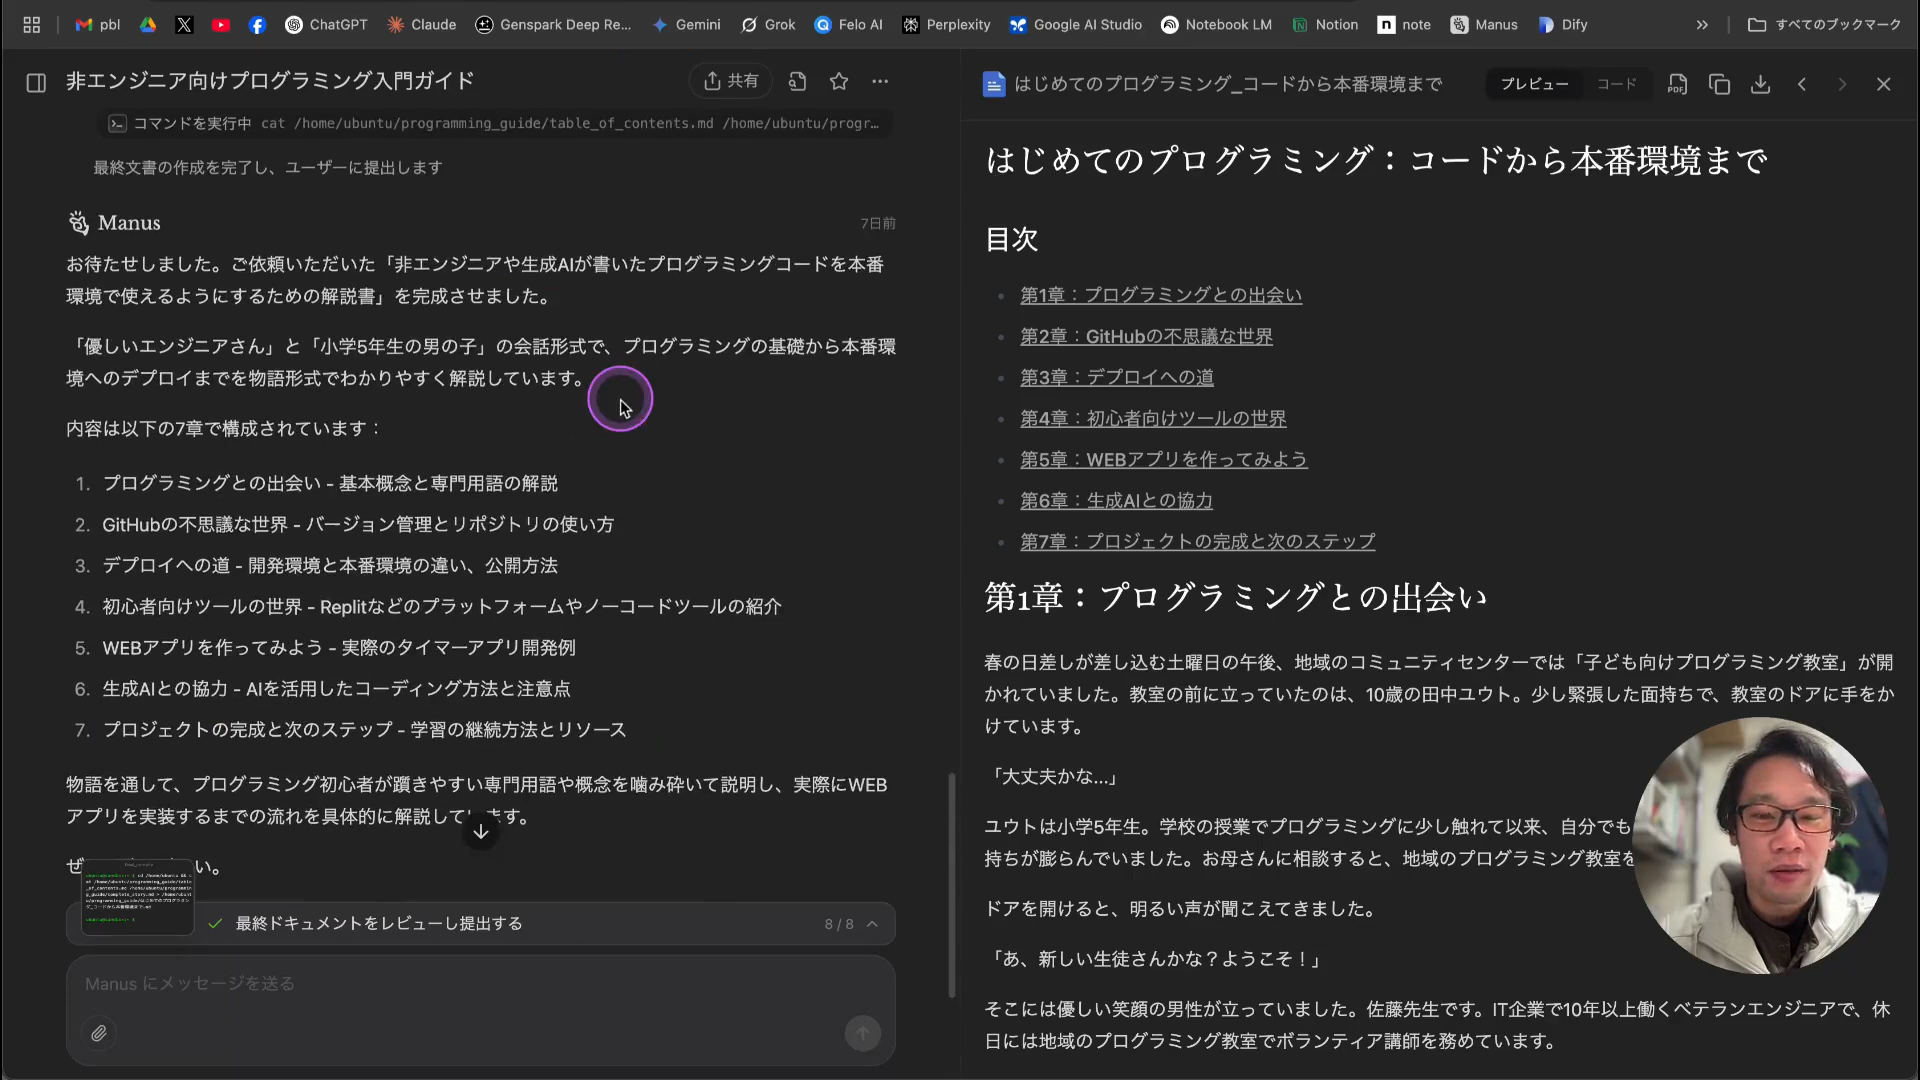 pbl
ChatGPT
Claude
Genspark Deep Re...
Gemini
Grok
Felo AI
Perplexity
Google AI Studio
Notebook LM
Notion
note
Manus
Dify
すべてのブックマーク
非エンジニア向けプログラミング入門ガイド
共有
コマンドを実行中 cat /home/ubuntu/programming_guide/table_of_contents.md /home/ubuntu/progr…
最終文書の作成を完了し、ユーザーに提出します
Manus
7日前
お待たせしました。ご依頼いただいた「非エンジニアや生成AIが書いたプログラミングコードを本番
環境で使えるようにするための解説書」を完成させました。
「優しいエンジニアさん」と「小学5年生の男の子」の会話形式で、プログラミングの基礎から本番環
境へのデプロイまでを物語形式でわかりやすく解説しています。
内容は以下の7章で構成されています：
1. プログラミングとの出会い - 基本概念と専門用語の解説
2. GitHubの不思議な世界 - バージョン管理とリポジトリの使い方
3. デプロイへの道 - 開発環境と本番環境の違い、公開方法
4. 初心者向けツールの世界 - Replitなどのプラットフォームやノーコードツールの紹介
5. WEBアプリを作ってみよう - 実際のタイマーアプリ開発例
6. 生成AIとの協力 - AIを活用したコーディング方法と注意点
7. プロジェクトの完成と次のステップ - 学習の継続方法とリソース
物語を通して、プログラミング初心者が躓きやすい専門用語や概念を噛み砕いて説明し、実際にWEB
アプリを実装するまでの流れを具体的に解説して す。
ぜ い。
最終ドキュメントをレビューし提出する
8 / 8
Manus にメッセージを送る
はじめてのプログラミング_コードから本番環境まで
プレビュー
コード
はじめてのプログラミング：コードから本番環境まで
目次
• 第1章：プログラミングとの出会い
• 第2章：GitHubの不思議な世界
• 第3章：デプロイへの道
• 第4章：初心者向けツールの世界
• 第5章：WEBアプリを作ってみよう
• 第6章：生成AIとの協力
• 第7章：プロジェクトの完成と次のステップ
第1章：プログラミングとの出会い
春の日差しが差し込む土曜日の午後、地域のコミュニティセンターでは「子ども向けプログラミング教室」が開
かれていました。教室の前に立っていたのは、10歳の田中ユウト。少し緊張した面持ちで、教室のドアに手をか
けています。
「大丈夫かな...」
ユウトは小学5年生。学校の授業でプログラミングに少し触れて以来、自分でも
持ちが膨らんでいました。お母さんに相談すると、地域のプログラミング教室を
ドアを開けると、明るい声が聞こえてきました。
「あ、新しい生徒さんかな？ようこそ！」
そこには優しい笑顔の男性が立っていました。佐藤先生です。IT企業で10年以上働くベテランエンジニアで、休
日には地域のプログラミング教室でボランティア講師を務めています。